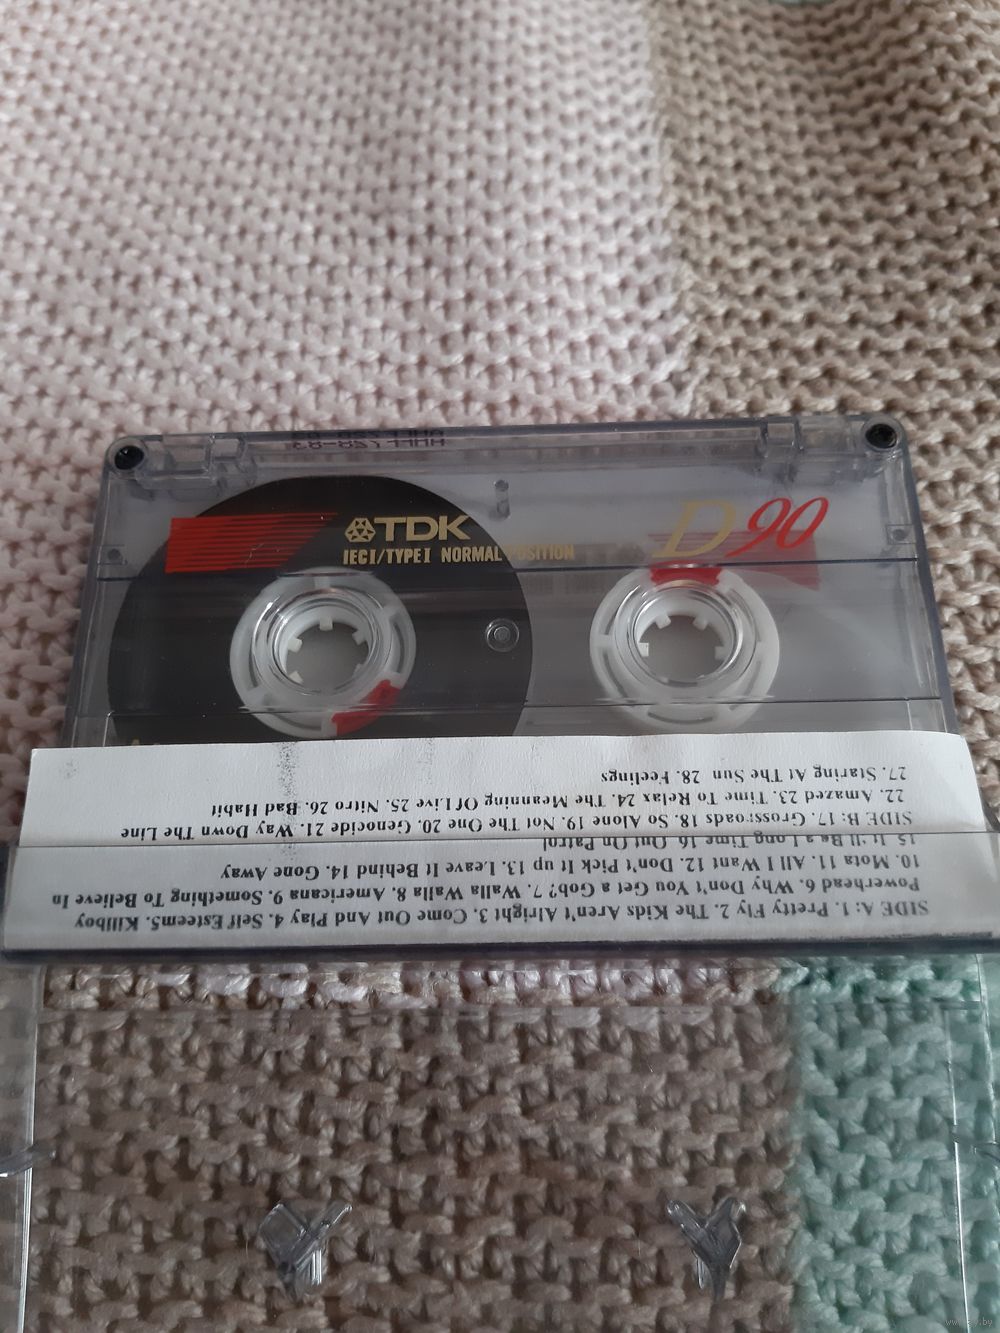 TDK
D90
IECI/TYPE I NORMAL POSITION
SIDE A: 1. Pretty Fly 2. The Kids Aren't Alright 3. Come Out And Play 4. Self Esteem5. Killboy
Powerhead 6. Why Don't You Get a Gob? 7. Walla Walla 8. Americana 9. Something To Believe In
10. Mota 11. All I Want 12. Don't Pick It up 13. Leave It Behind 14. Gone Away
15. It'll Be a Long Time 16. Out On Patrol
SIDE B: 17. Grossroads 18. So Alone 19. Not The One 20. Genocide 21. Way Down The Line
22. Amazed 23. Time To Relax 24. The Meanning Of Live 25. Nitro 26. Bad Habit
27. Staring At The Sun 28. Feelings